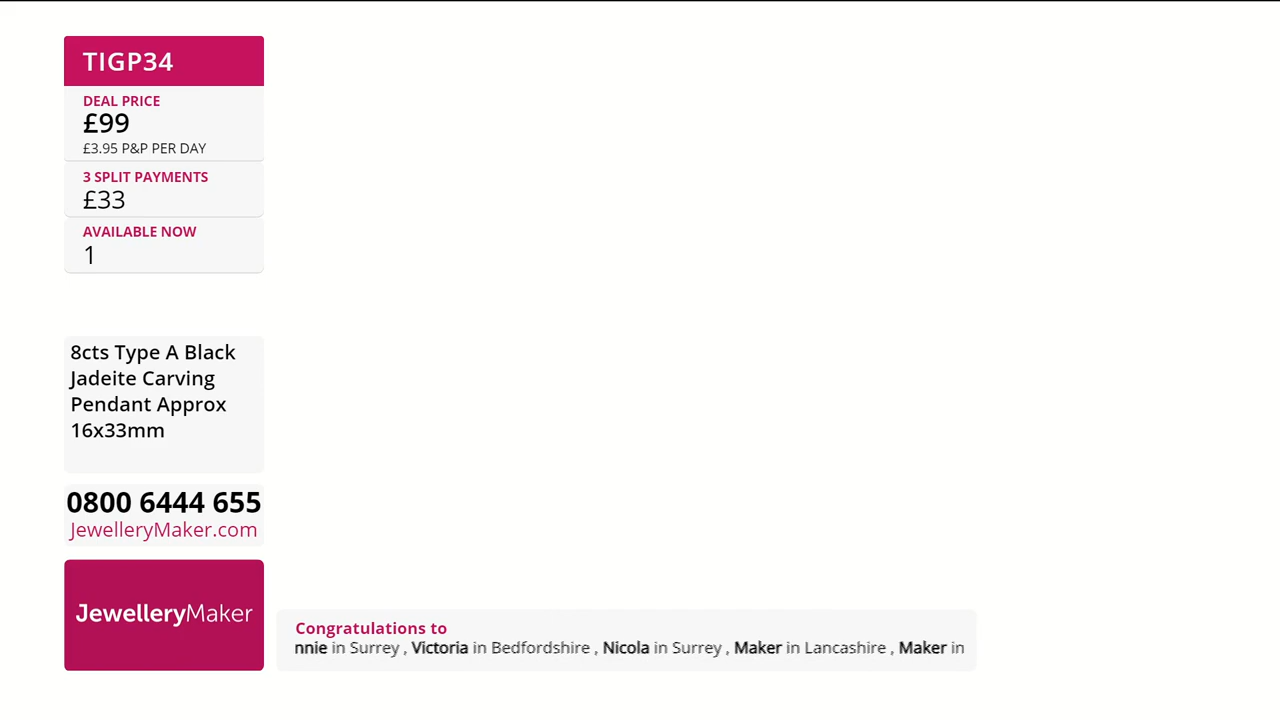 TIGP34
DEAL PRICE
£99
£3.95 P&P PER DAY
3 SPLIT PAYMENTS
£33
AVAILABLE NOW
1
8cts Type A Black
Jadeite Carving
Pendant Approx
16x33mm
0800 6444 655
JewelleryMaker.com
JewelleryMaker
Congratulations to
nnie in Surrey , Victoria in Bedfordshire , Nicola in Surrey , Maker in Lancashire , Maker in